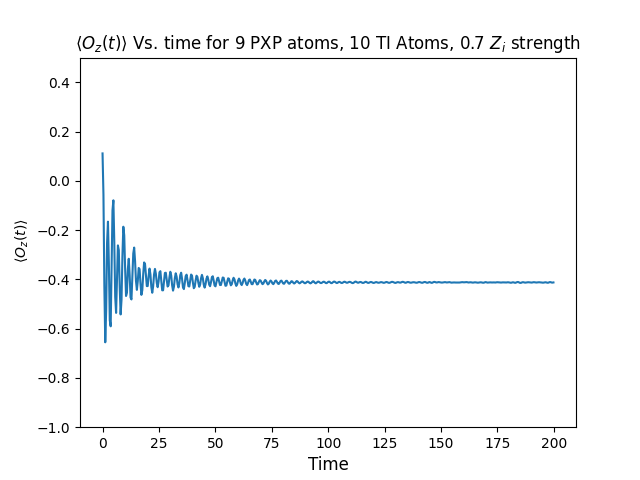 ⟨O_z(t)⟩ Vs. time for 9 PXP atoms, 10 TI Atoms, 0.7 Z_i strength
0.4
0.2
0.0
−0.2
−0.4
−0.6
−0.8
−1.0
⟨O_z(t)⟩
0 25 50 75 100 125 150 175 200
Time